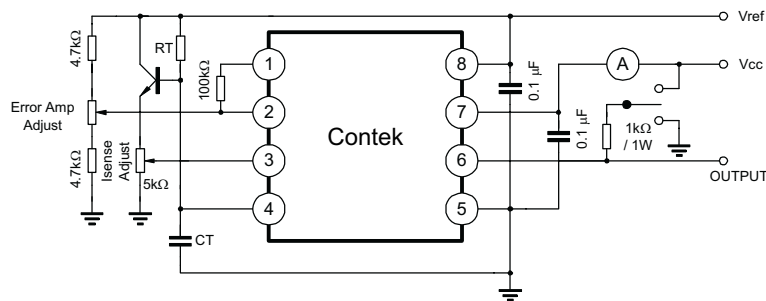 Vref
4.7kΩ
RT
100kΩ
1
8
0.1 µF
A
Vcc
Error Amp
Adjust
2
7
Contek
0.1 µF
1kΩ
/ 1W
4.7kΩ
Isense
Adjust
5kΩ
3
6
OUTPUT
4
5
CT